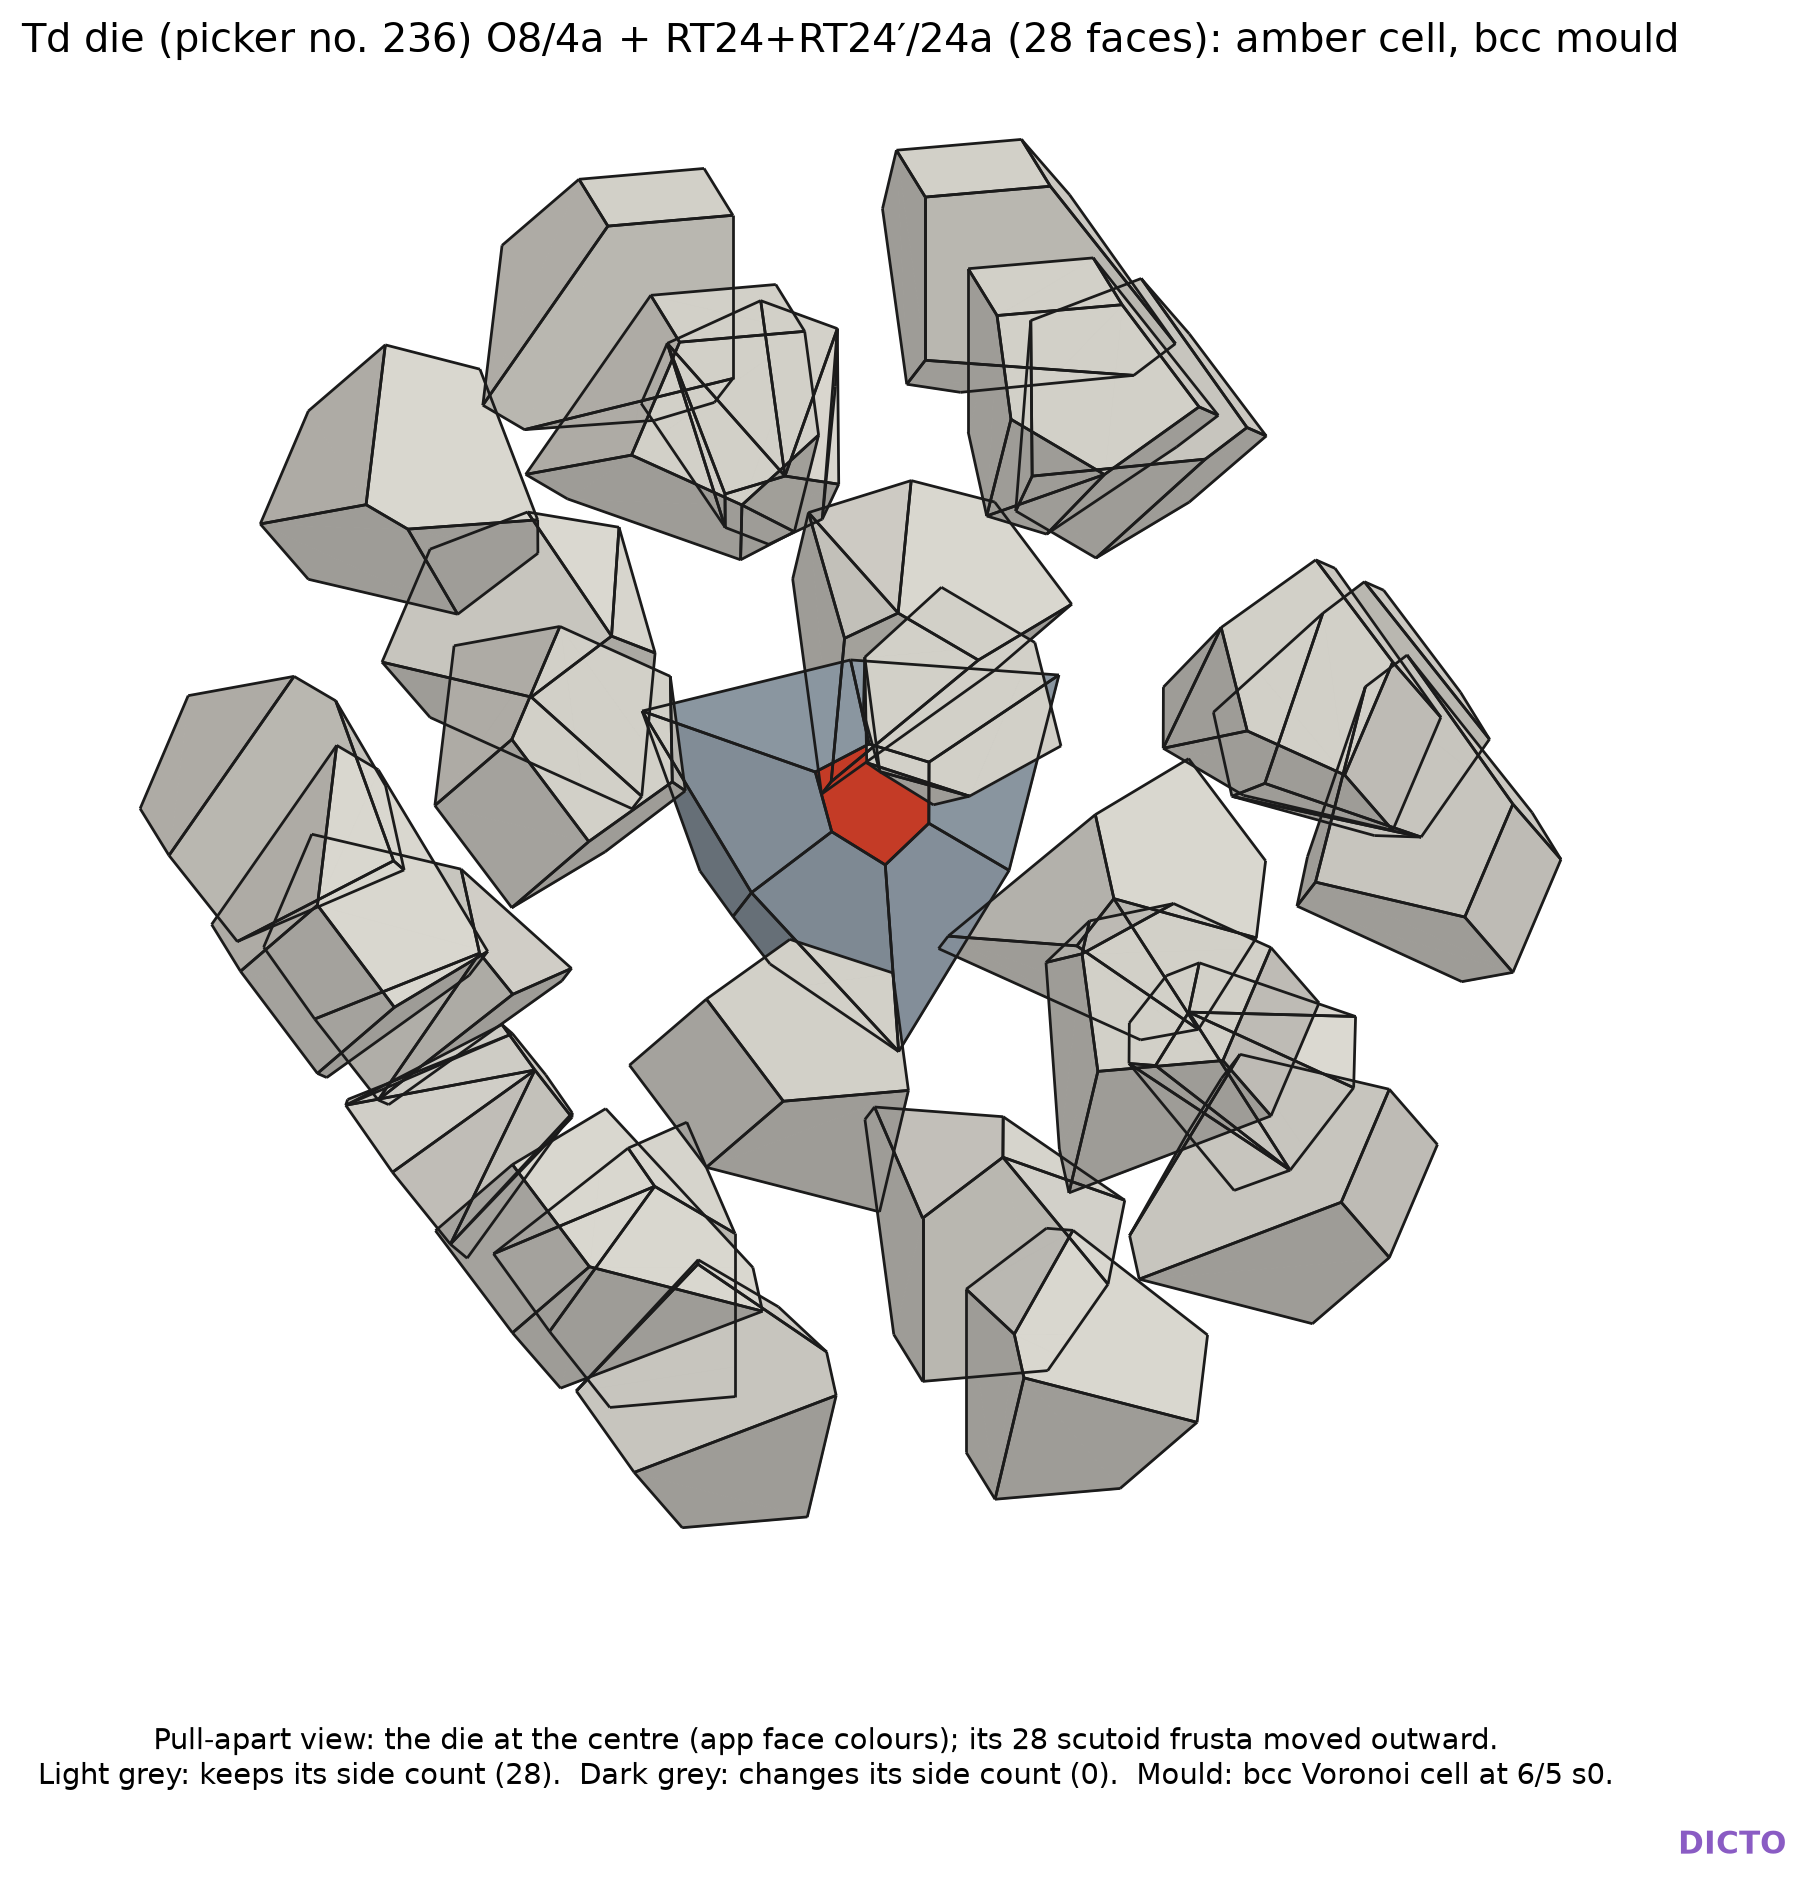 Td die (picker no. 236) O8/4a + RT24+RT24′/24a (28 faces): amber cell, bcc mould
Pull-apart view: the die at the centre (app face colours); its 28 scutoid frusta moved outward.
Light grey: keeps its side count (28).  Dark grey: changes its side count (0).  Mould: bcc Voronoi cell at 6/5 s0.
DICTO